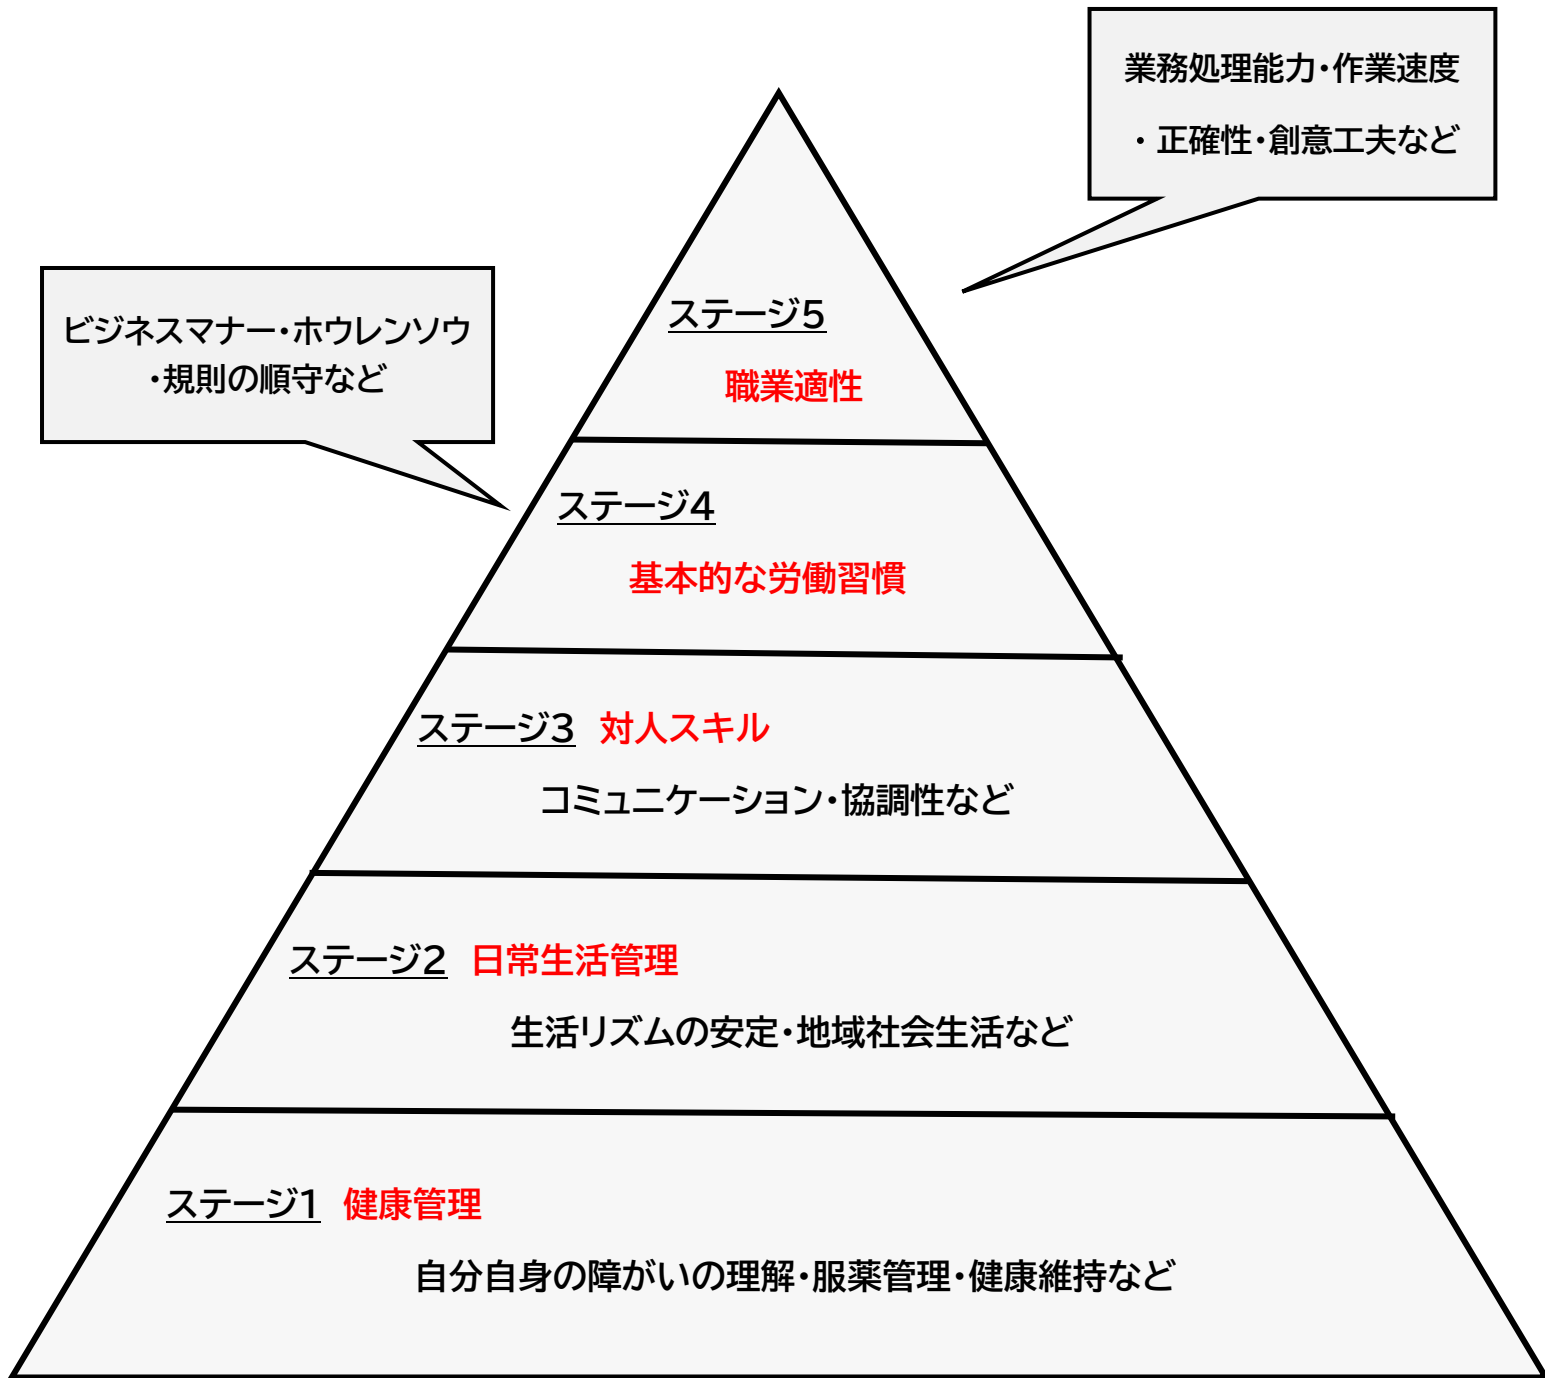 業務処理能力・作業速度
・正確性・創意工夫など
ビジネスマナー・ホウレンソウ
・規則の順守など
ステージ5
職業適性
ステージ4
基本的な労働習慣
ステージ3 対人スキル
コミュニケーション・協調性など
ステージ2 日常生活管理
生活リズムの安定・地域社会生活など
ステージ1 健康管理
自分自身の障がいの理解・服薬管理・健康維持など